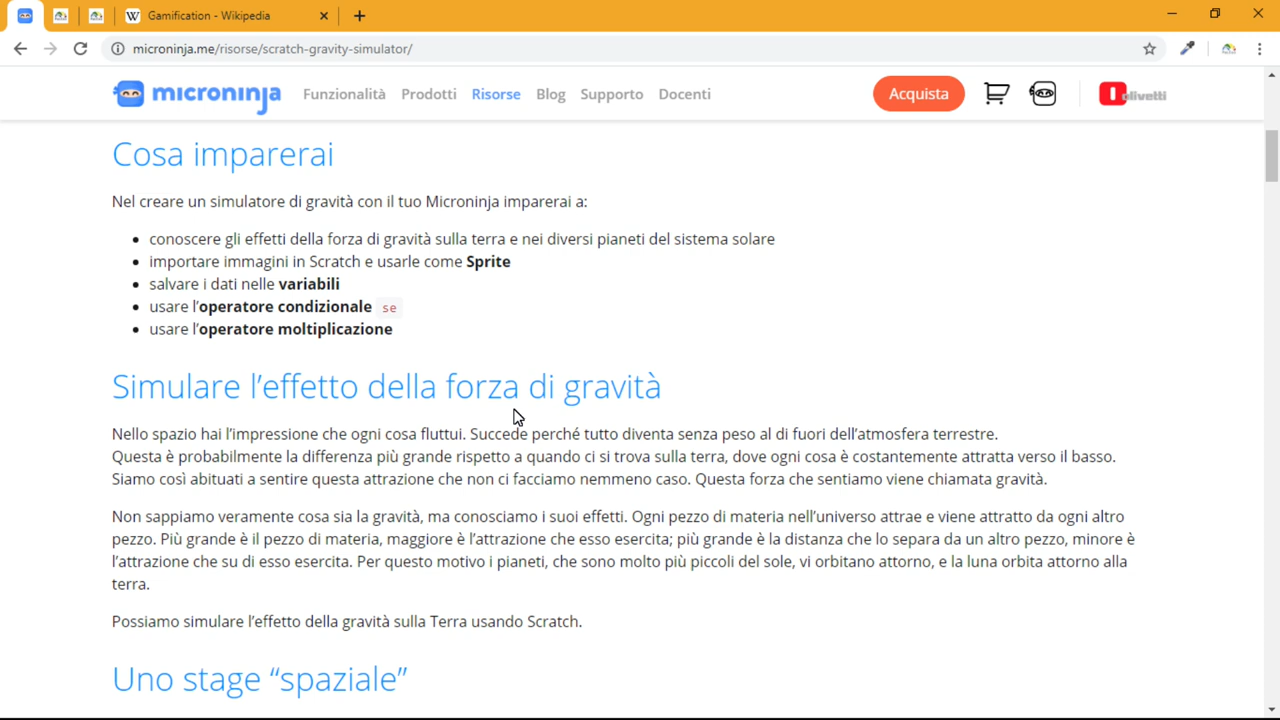 Gamification - Wikipedia
microninja.me/risorse/scratch-gravity-simulator/
microninja Funzionalità Prodotti Risorse Blog Supporto Docenti Acquista olivetti
Cosa imparerai
Nel creare un simulatore di gravità con il tuo Microninja imparerai a:
• conoscere gli effetti della forza di gravità sulla terra e nei diversi pianeti del sistema solare
• importare immagini in Scratch e usarle come Sprite
• salvare i dati nelle variabili
• usare l’operatore condizionale se
• usare l’operatore moltiplicazione
Simulare l’effetto della forza di gravità
Nello spazio hai l’impressione che ogni cosa fluttui. Succede perché tutto diventa senza peso al di fuori dell’atmosfera terrestre.
Questa è probabilmente la differenza più grande rispetto a quando ci si trova sulla terra, dove ogni cosa è costantemente attratta verso il basso.
Siamo così abituati a sentire questa attrazione che non ci facciamo nemmeno caso. Questa forza che sentiamo viene chiamata gravità.
Non sappiamo veramente cosa sia la gravità, ma conosciamo i suoi effetti. Ogni pezzo di materia nell’universo attrae e viene attratto da ogni altro
pezzo. Più grande è il pezzo di materia, maggiore è l’attrazione che esso esercita; più grande è la distanza che lo separa da un altro pezzo, minore è
l’attrazione che su di esso esercita. Per questo motivo i pianeti, che sono molto più piccoli del sole, vi orbitano attorno, e la luna orbita attorno alla
terra.
Possiamo simulare l’effetto della gravità sulla Terra usando Scratch.
Uno stage “spaziale”